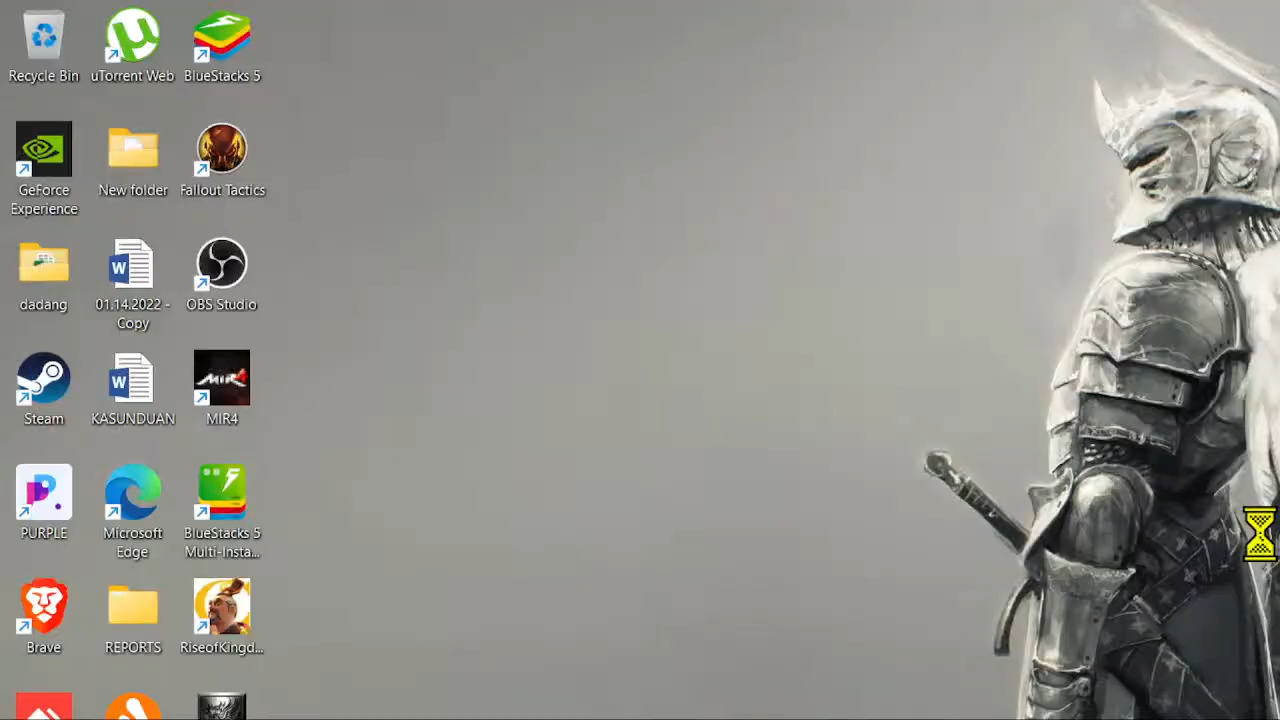 Recycle Bin
uTorrent Web
BlueStacks 5
GeForce
Experience
New folder
Fallout Tactics
dadang
01.14.2022 -
Copy
OBS Studio
Steam
KASUNDUAN
MIR4
MIR4
PURPLE
Microsoft
Edge
BlueStacks 5
Multi-Insta...
Brave
REPORTS
RiseofKingd...